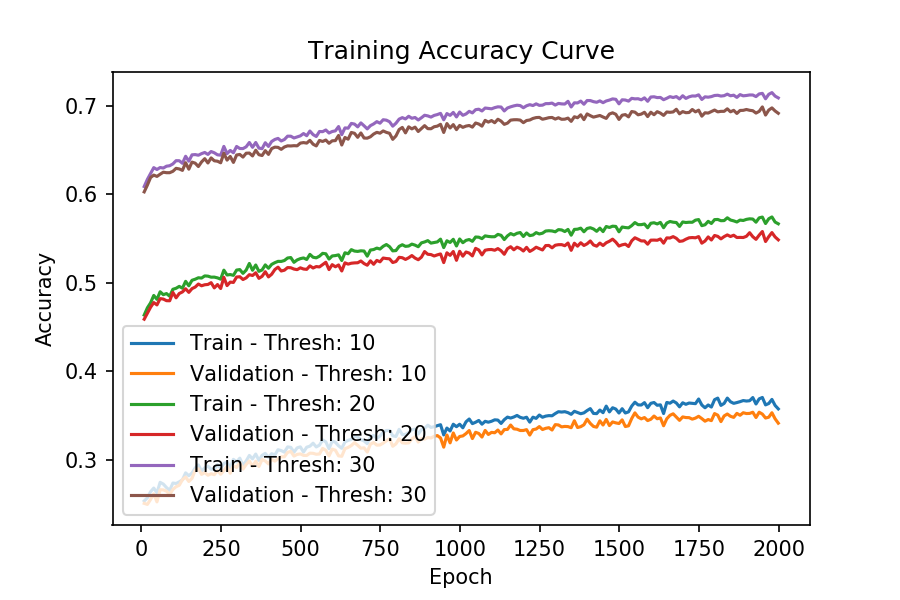 Training Accuracy Curve
0.7
0.6
0.5
0.4
0.3
Accuracy
Train - Thresh: 10
Validation - Thresh: 10
Train - Thresh: 20
Validation - Thresh: 20
Train - Thresh: 30
Validation - Thresh: 30
0 250 500 750 1000 1250 1500 1750 2000
Epoch